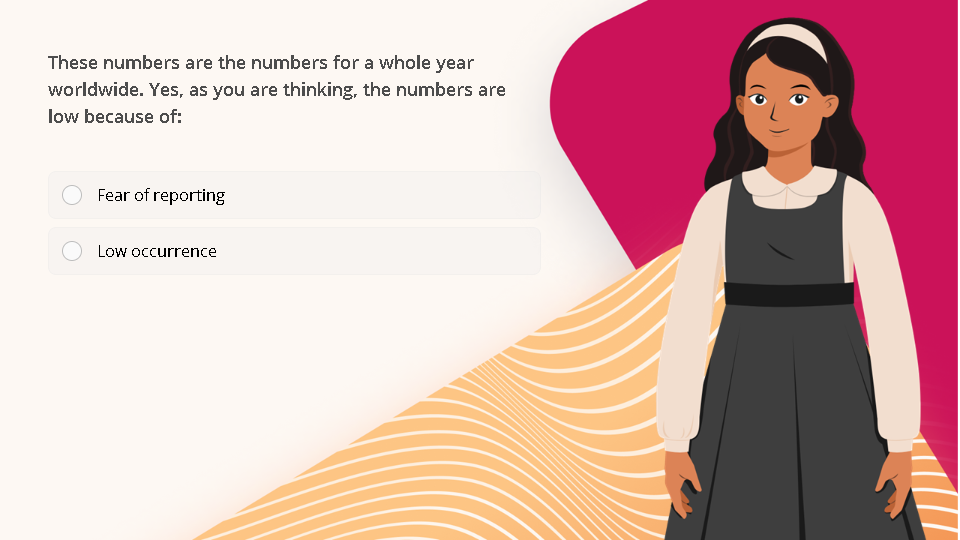 These numbers are the numbers for a whole year
worldwide. Yes, as you are thinking, the numbers are
low because of:
Fear of reporting
Low occurrence